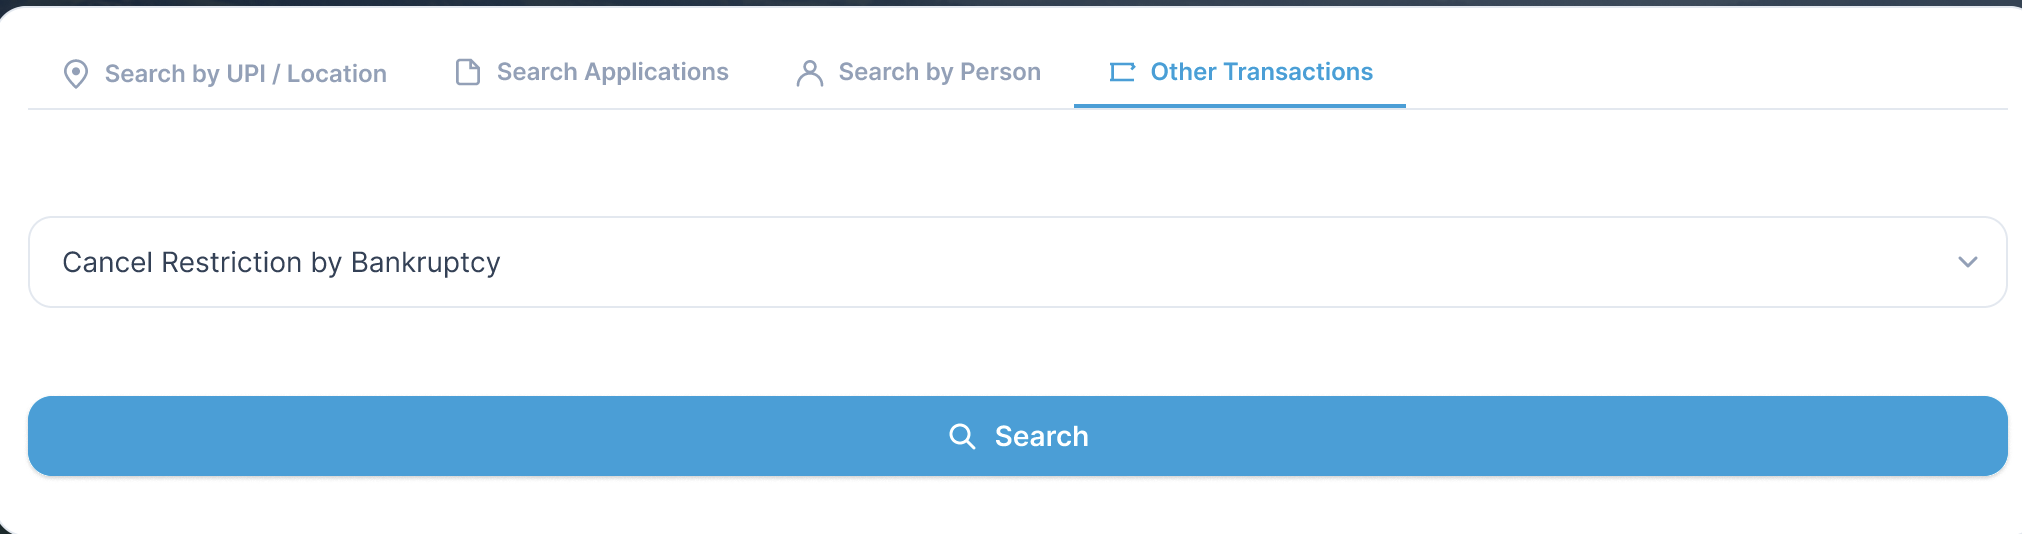 Search by UPI / Location
Search Applications
Search by Person
Other Transactions
Cancel Restriction by Bankruptcy
Search